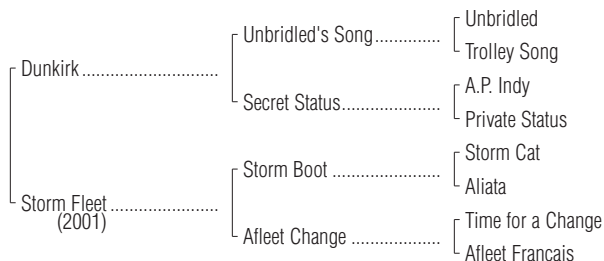 Unbridled
Unbridled's Song...............
Trolley Song
Dunkirk............................
A.P. Indy
Secret Status......................
Private Status
Storm Cat
Storm Boot ........................
Aliata
Storm Fleet........................
(2001)
Time for a Change
Afleet Change .....................
Afleet Francais